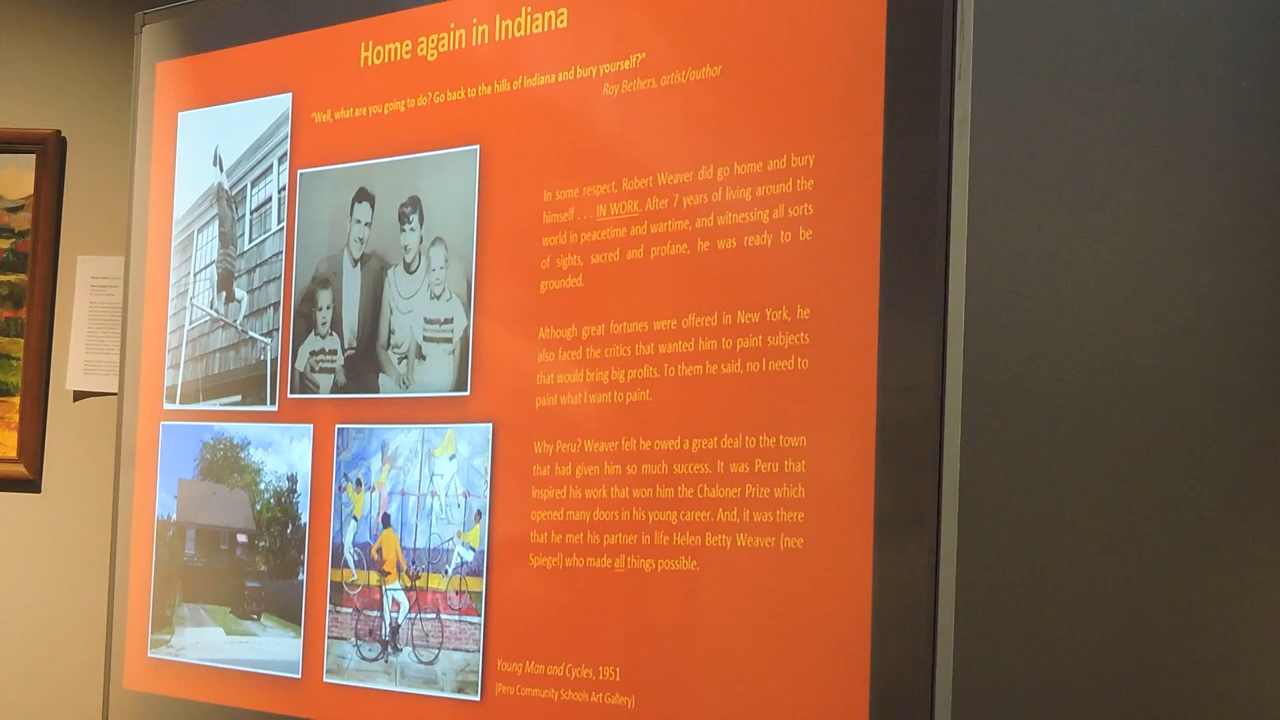 Home again in Indiana
"Well, what are you going to do? Go back to the hills of Indiana and bury yourself?"
Ray Bethers, artist/author
In some respect, Robert Weaver did go home and bury
himself . . . IN WORK. After 7 years of living around the
world in peacetime and wartime, and witnessing all sorts
of sights, sacred and profane, he was ready to be
grounded.
Although great fortunes were offered in New York, he
also faced the critics that wanted him to paint subjects
that would bring big profits. To them he said, no I need to
paint what I want to paint.
Why Peru? Weaver felt he owed a great deal to the town
that had given him so much success. It was Peru that
inspired his work that won him the Chaloner Prize which
opened many doors in his young career. And, it was there
that he met his partner in life Helen Betty Weaver (nee
Spiegel) who made all things possible.
Young Man and Cycles, 1951
(Peru Community Schools Art Gallery)